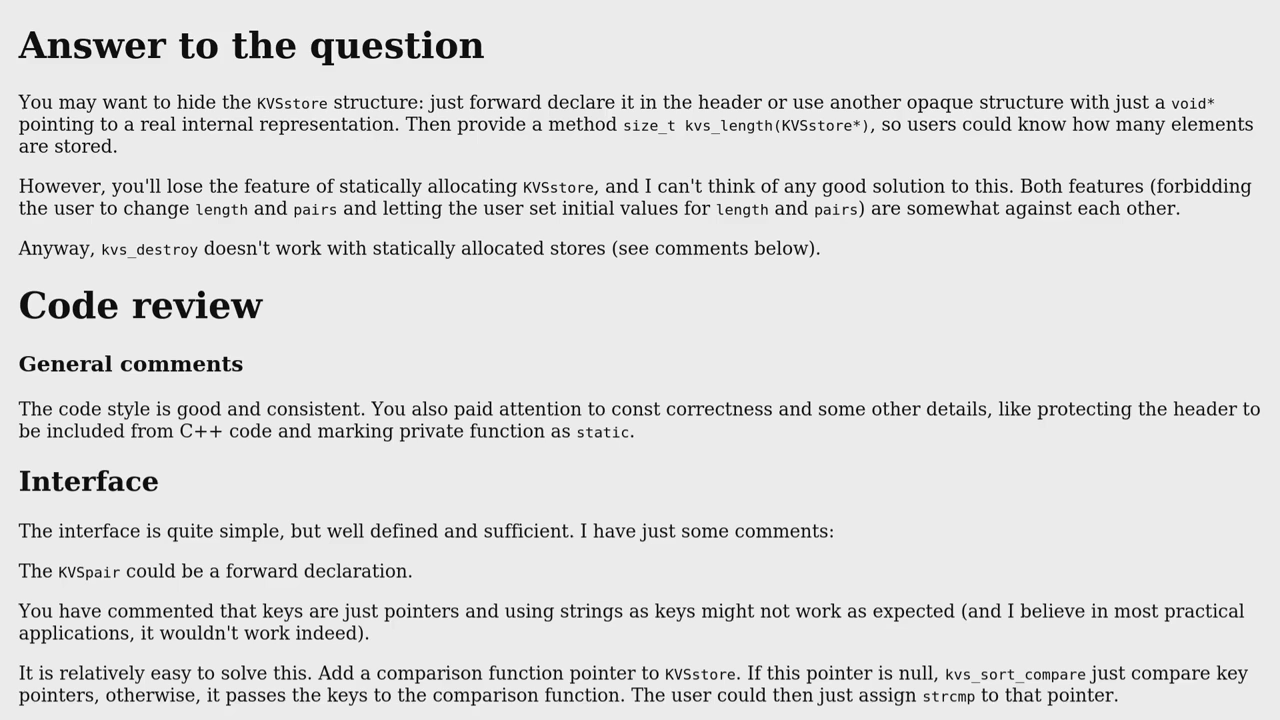 Answer to the question
You may want to hide the KVSstore structure: just forward declare it in the header or use another opaque structure with just a void*
pointing to a real internal representation. Then provide a method size_t kvs_length(KVSstore*), so users could know how many elements
are stored.
However, you'll lose the feature of statically allocating KVSstore, and I can't think of any good solution to this. Both features (forbidding
the user to change length and pairs and letting the user set initial values for length and pairs) are somewhat against each other.
Anyway, kvs_destroy doesn't work with statically allocated stores (see comments below).
Code review
General comments
The code style is good and consistent. You also paid attention to const correctness and some other details, like protecting the header to
be included from C++ code and marking private function as static.
Interface
The interface is quite simple, but well defined and sufficient. I have just some comments:
The KVSpair could be a forward declaration.
You have commented that keys are just pointers and using strings as keys might not work as expected (and I believe in most practical
applications, it wouldn't work indeed).
It is relatively easy to solve this. Add a comparison function pointer to KVSstore. If this pointer is null, kvs_sort_compare just compare key
pointers, otherwise, it passes the keys to the comparison function. The user could then just assign strcmp to that pointer.